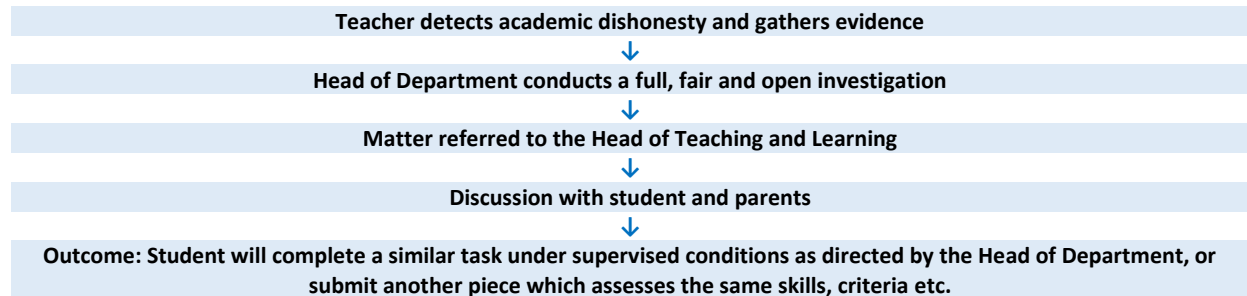 Teacher detects academic dishonesty and gathers evidence
Head of Department conducts a full, fair and open investigation
Matter referred to the Head of Teaching and Learning
Discussion with student and parents
Outcome: Student will complete a similar task under supervised conditions as directed by the Head of Department, or
submit another piece which assesses the same skills, criteria etc.